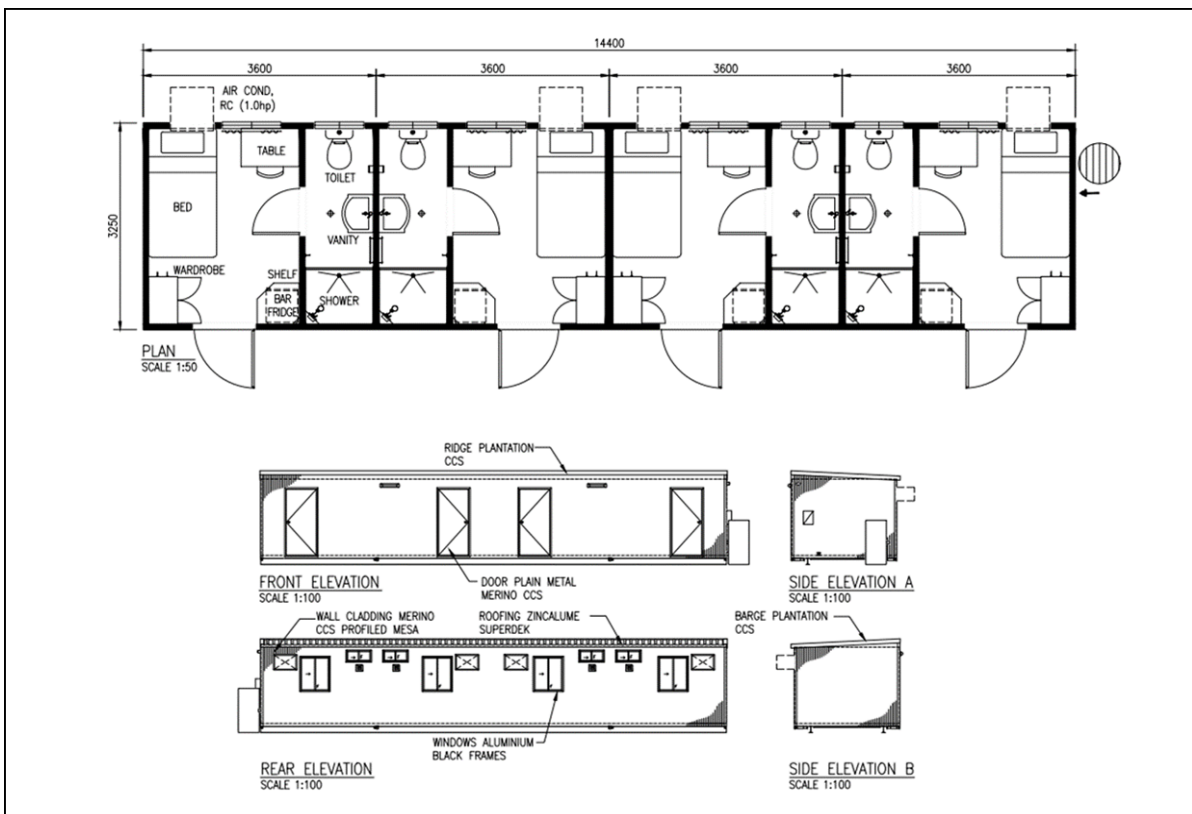 14400
3600
3600
3600
3600
AIR COND,
RC (1.0hp)
TABLE
TOILET
3250
BED
VANITY
WARDROBE
SHELF
BAR
FRIDGE
SHOWER
PLAN
SCALE 1:50
RIDGE PLANTATION
CCS
FRONT ELEVATION
SCALE 1:100
DOOR PLAIN METAL
MERINO CCS
SIDE ELEVATION A
SCALE 1:100
WALL CLADDING MERINO
CCS PROFILED MESA
ROOFING ZINCALUME
SUPERDEK
BARGE PLANTATION
CCS
WINDOWS ALUMINIUM
BLACK FRAMES
REAR ELEVATION
SCALE 1:100
SIDE ELEVATION B
SCALE 1:100